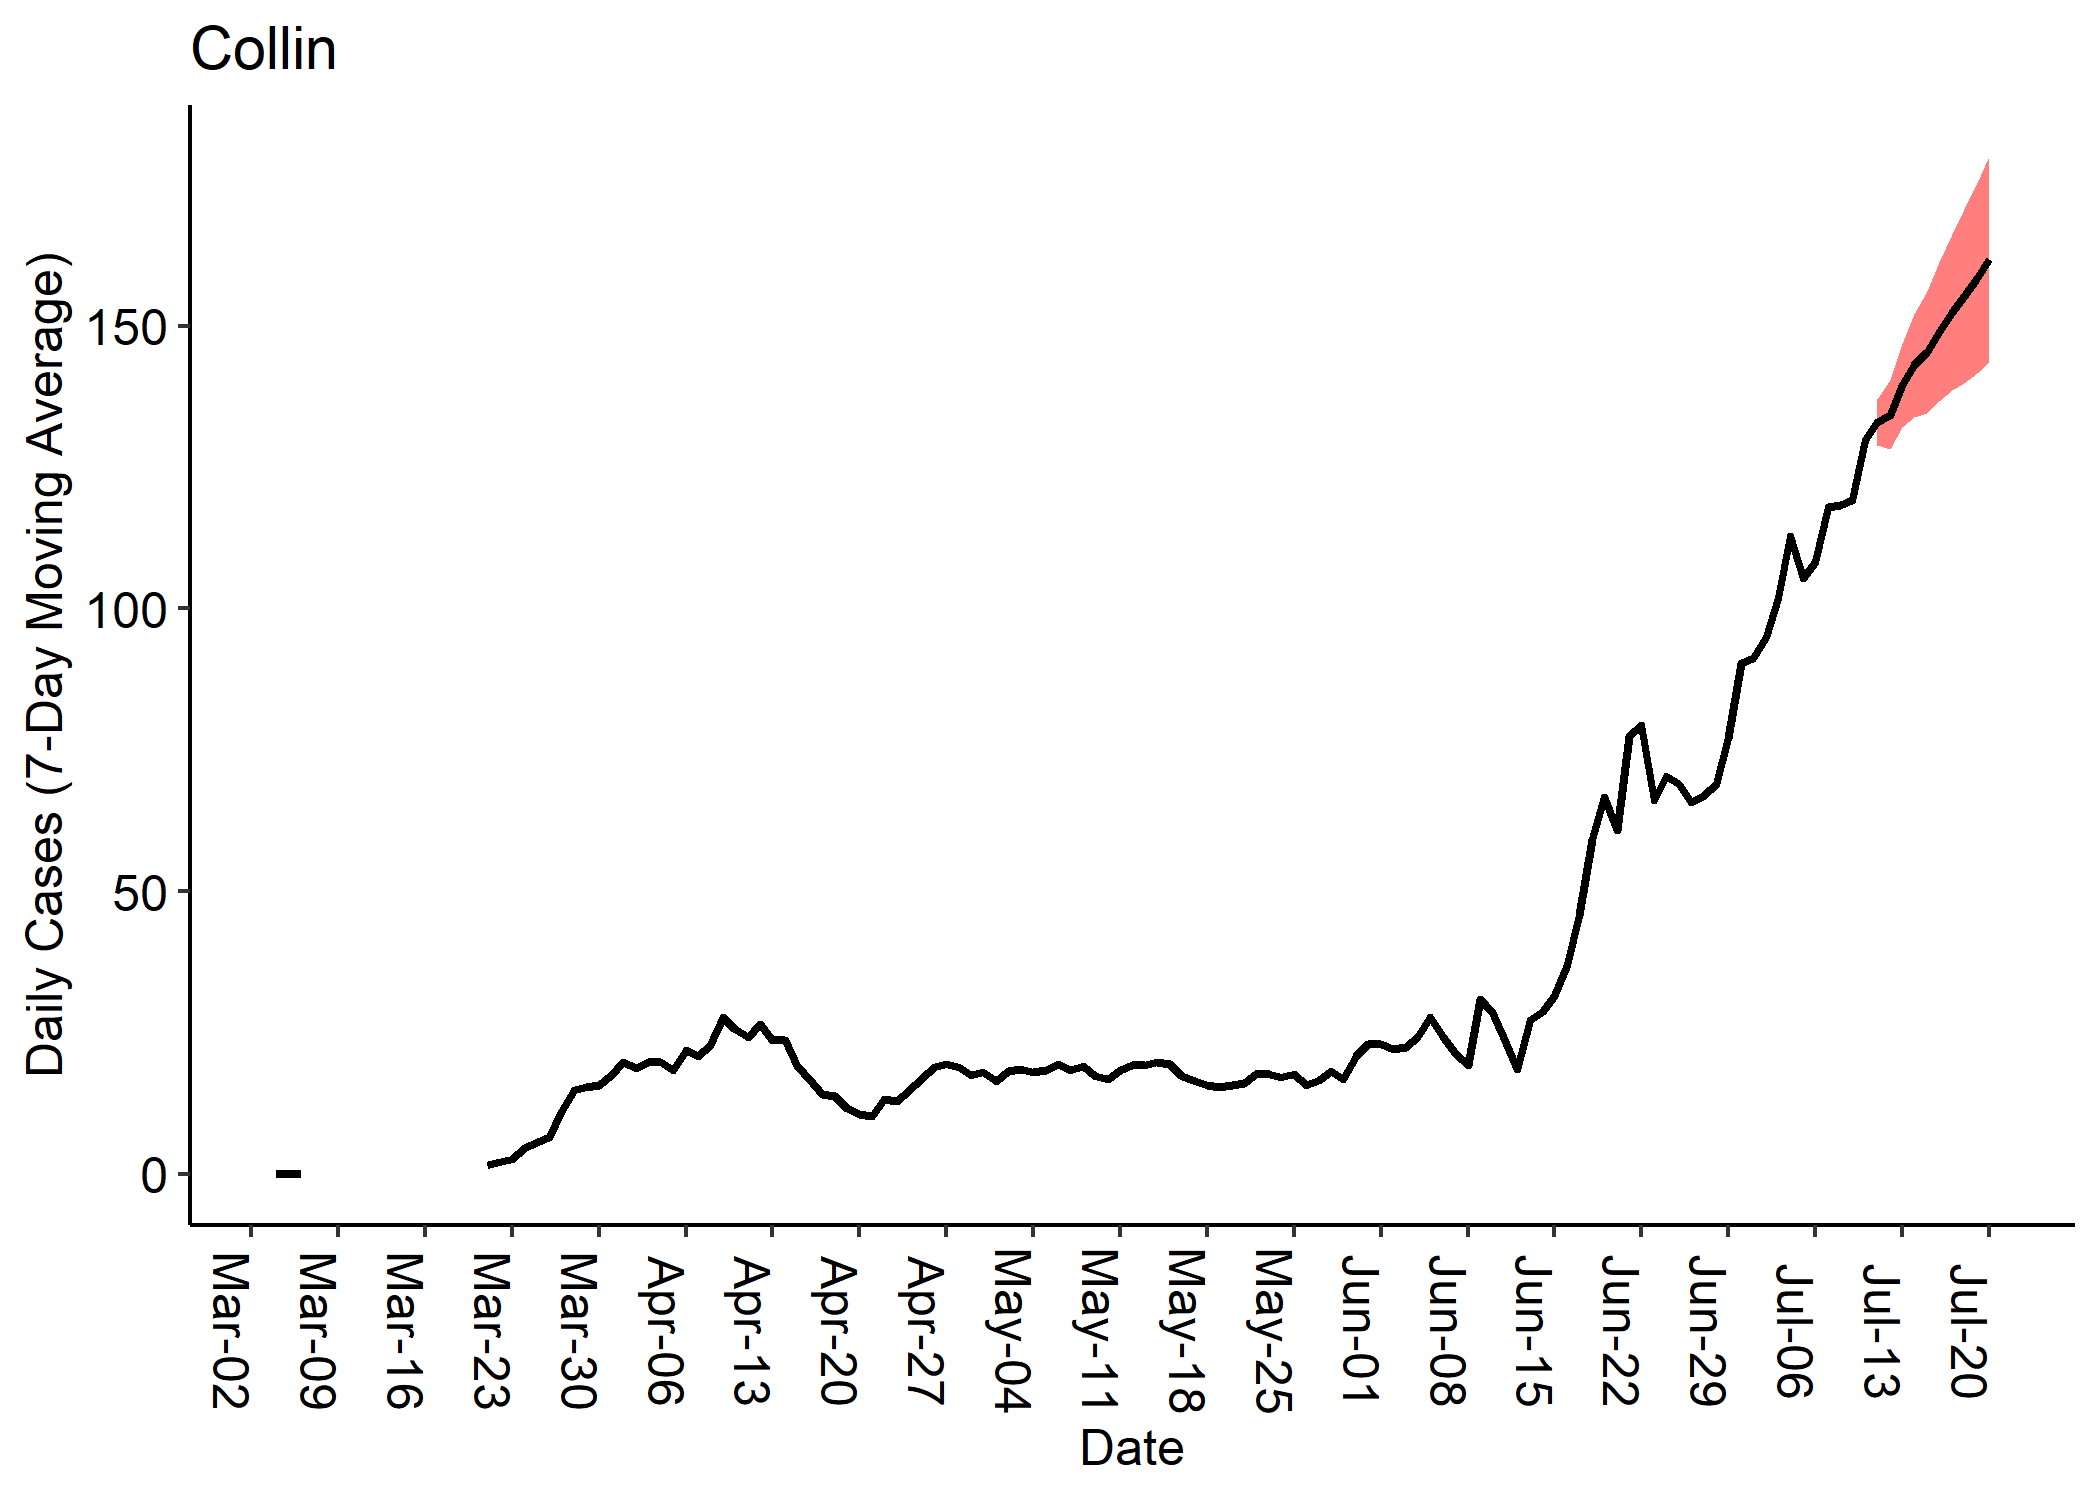 Collin
Daily Cases (7-Day Moving Average)
150
100
50
0
Mar-02
Mar-09
Mar-16
Mar-23
Mar-30
Apr-06
Apr-13
Apr-20
Apr-27
May-04
May-11
May-18
May-25
Jun-01
Jun-08
Jun-15
Jun-22
Jun-29
Jul-06
Jul-13
Jul-20
Date